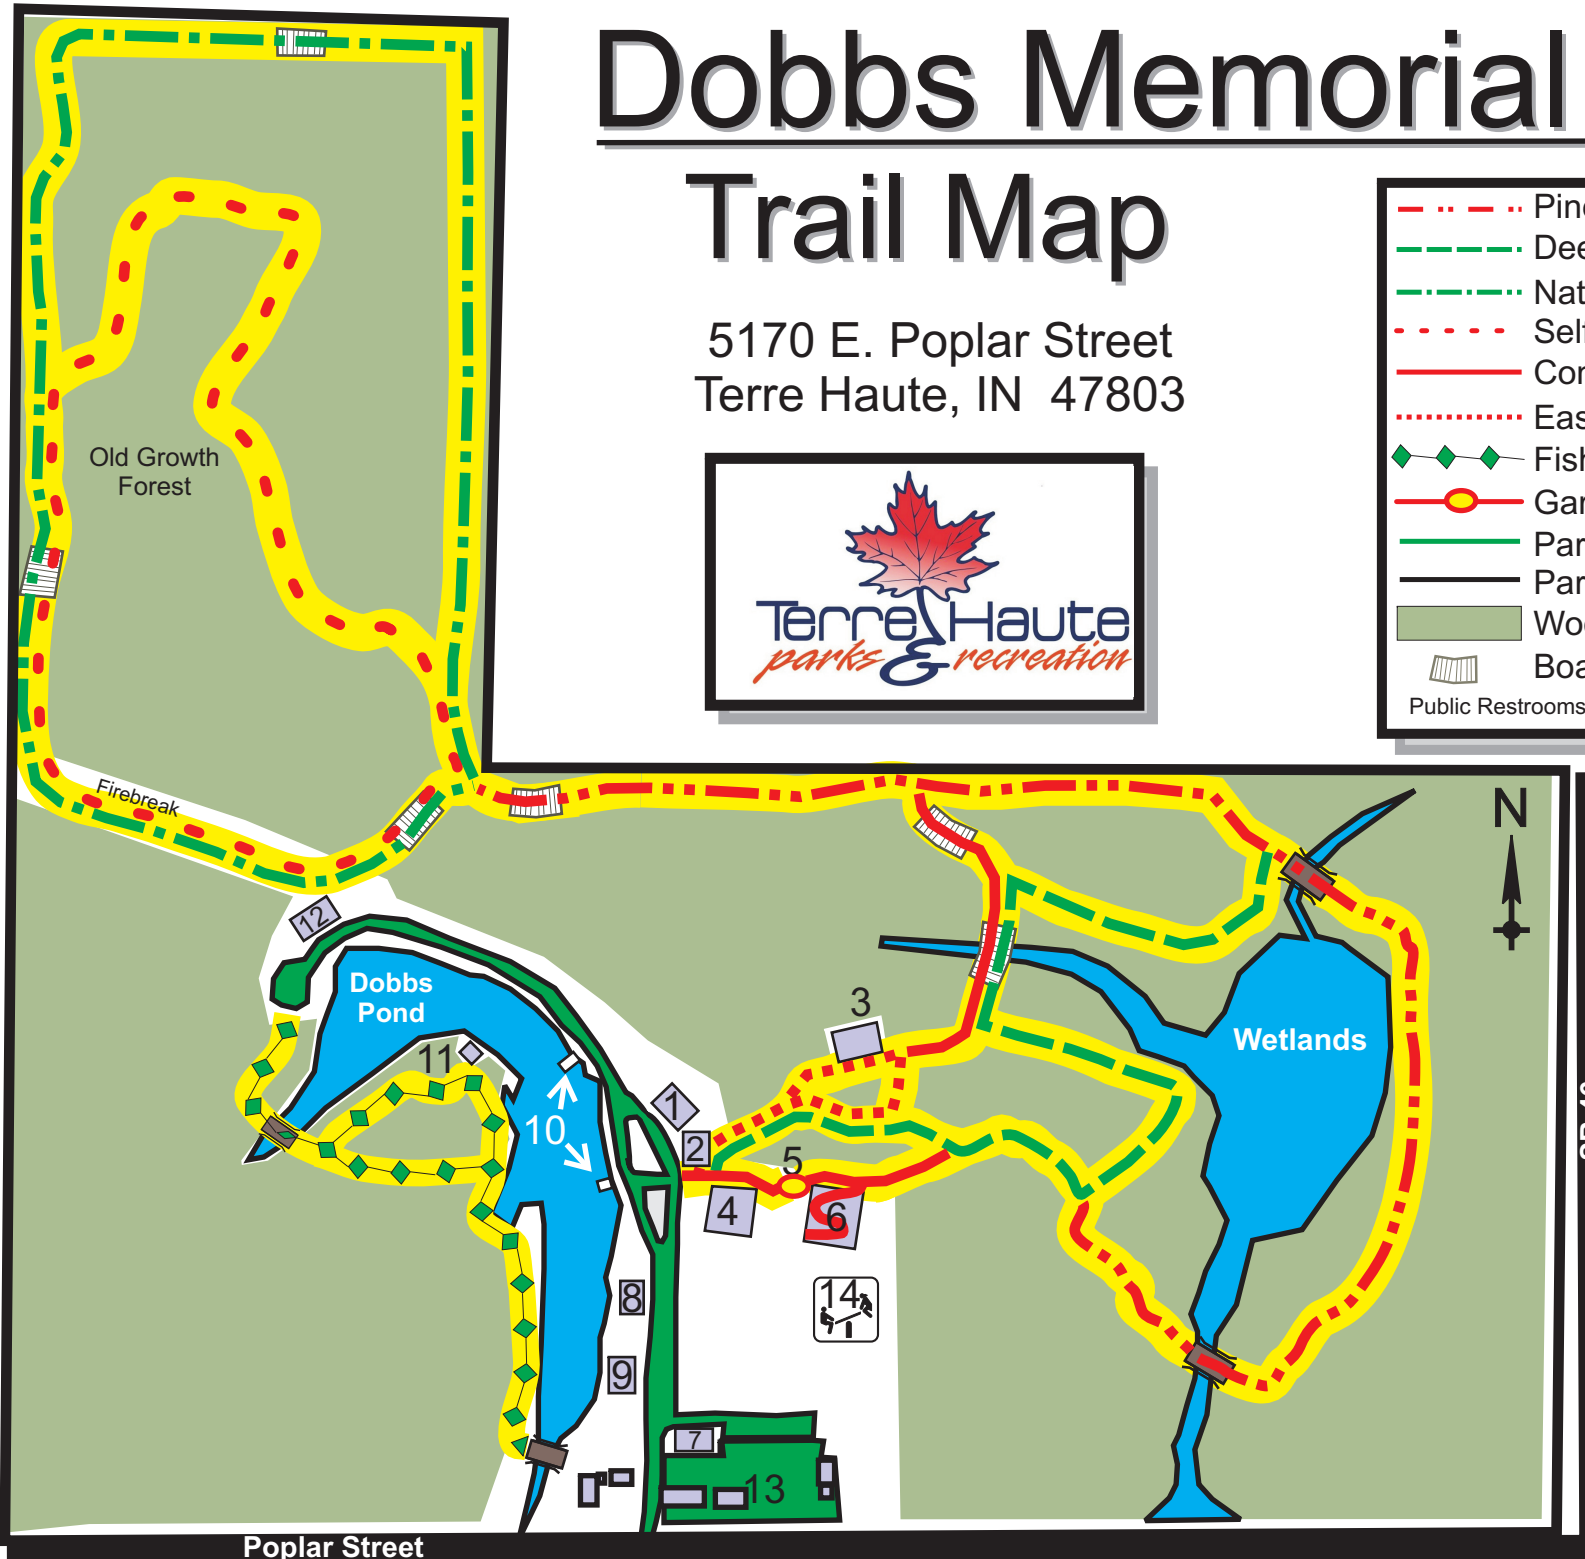 Dobbs Memorial
Trail Map
5170 E. Poplar Street
Terre Haute, IN 47803
Terre Haute
parks & recreation
Pin
Dee
Nat
Self
Cor
Eas
Fish
Gar
Par
Par
Woo
Boa
Public Restrooms
Old Growth
Forest
Firebreak
N
12
Dobbs
Pond
11
10
3
1
2
5
4
6
Wetlands
8
14
9
7
13
Poplar Street